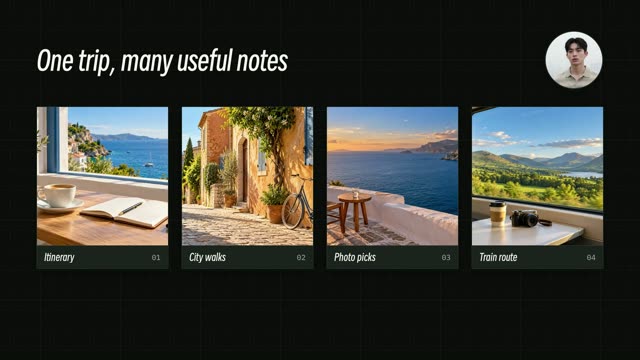 One trip, many useful notes
Itinerary 01
City walks 02
Photo picks 03
Train route 04